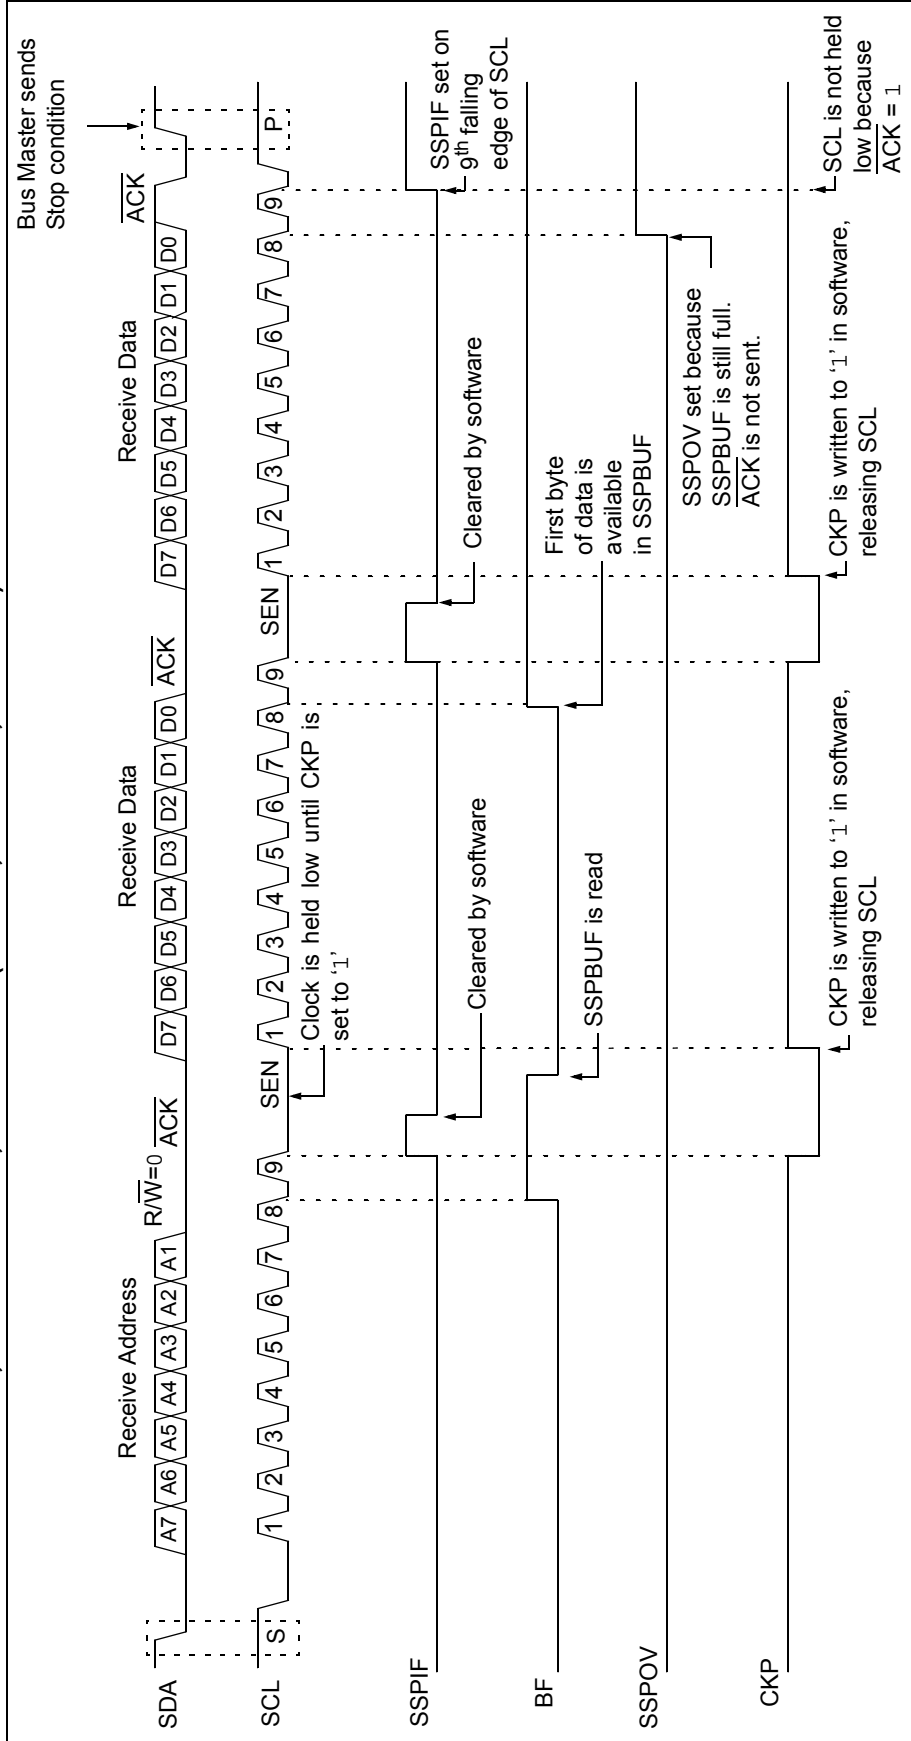 Bus Master sends
Stop condition
Receive Address
Receive Data
Receive Data
R/W=0
ACK
ACK
ACK
SDA
A7 A6 A5 A4 A3 A2 A1
D7 D6 D5 D4 D3 D2 D1 D0
D7 D6 D5 D4 D3 D2 D1 D0
SCL
S
1 2 3 4 5 6 7 8 9
SEN
1 2 3 4 5 6 7 8 9
SEN
1 2 3 4 5 6 7 8 9
P
Clock is held low until CKP is
set to ‘1’
SSPIF
Cleared by software
Cleared by software
SSPIF set on
9th falling
edge of SCL
BF
SSPBUF is read
First byte
of data is
available
in SSPBUF
SSPOV
SSPOV set because
SSPBUF is still full.
ACK is not sent.
CKP
CKP is written to ‘1’ in software,
releasing SCL
CKP is written to ‘1’ in software,
releasing SCL
SCL is not held
low because
ACK = 1